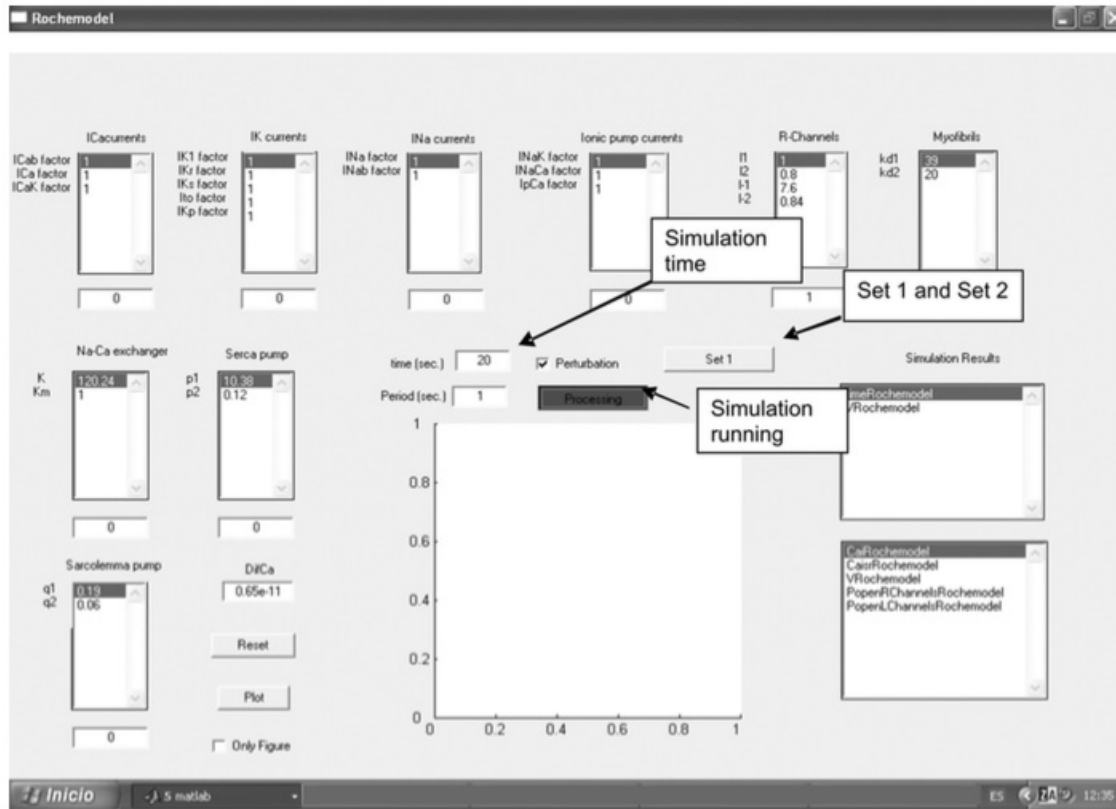 Rochemodel
ICacurrents
ICab factor
ICa factor
ICaK factor
1
1
1
0
IK currents
IK1 factor
IKr factor
IKs factor
Ito factor
IKp factor
1
1
1
1
1
0
INa currents
INa factor
INab factor
1
1
0
Ionic pump currents
INaK factor
INaCa factor
IpCa factor
1
1
1
0
R-Channels
l1
l2
l-1
l-2
1
0.8
7.6
0.84
1
Myofibrils
kd1
kd2
39
20
Simulation
time
Set 1 and Set 2
Na-Ca exchanger
K
Km
120.24
1
0
Serca pump
p1
p2
10.38
0.12
0
time (sec.)
20
Perturbation
Set 1
Period (sec.)
1
Processing
Simulation
running
Simulation Results
VRochemodel
CaiRochemodel
CaisrRochemodel
VRochemodel
PopenRChannelsRochemodel
PopenLChannelsRochemodel
Sarcolemma pump
q1
q2
0.19
0.06
0
DifCa
0.65e-11
Reset
Plot
Only Figure
1
0.8
0.6
0.4
0.2
0
0
0.2
0.4
0.6
0.8
1
Inicio
5 matlab
ES
12:35